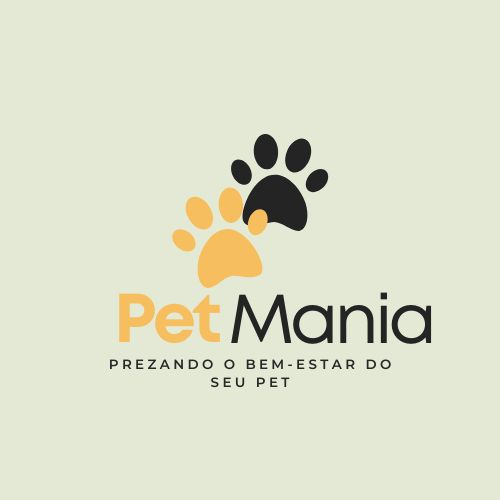 Pet Mania
PREZANDO O BEM-ESTAR DO
SEU PET